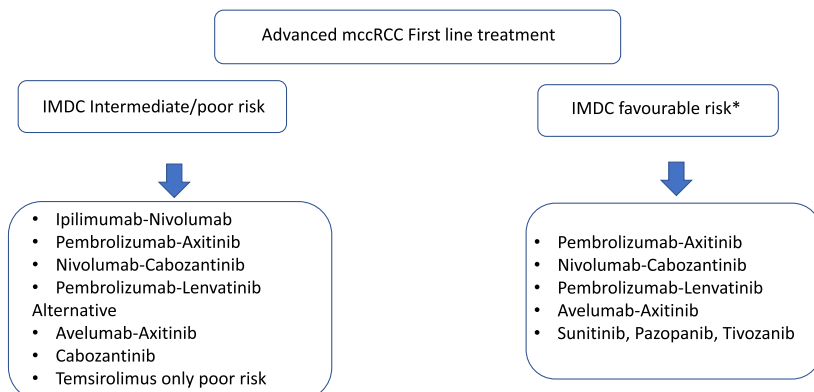 Advanced mccRCC First line treatment
IMDC Intermediate/poor risk
• Ipilimumab-Nivolumab
• Pembrolizumab-Axitinib
• Nivolumab-Cabozantinib
• Pembrolizumab-Lenvatinib
Alternative
• Avelumab-Axitinib
• Cabozantinib
• Temsirolimus only poor risk
IMDC favourable risk*
• Pembrolizumab-Axitinib
• Nivolumab-Cabozantinib
• Pembrolizumab-Lenvatinib
• Avelumab-Axitinib
• Sunitinib, Pazopanib, Tivozanib